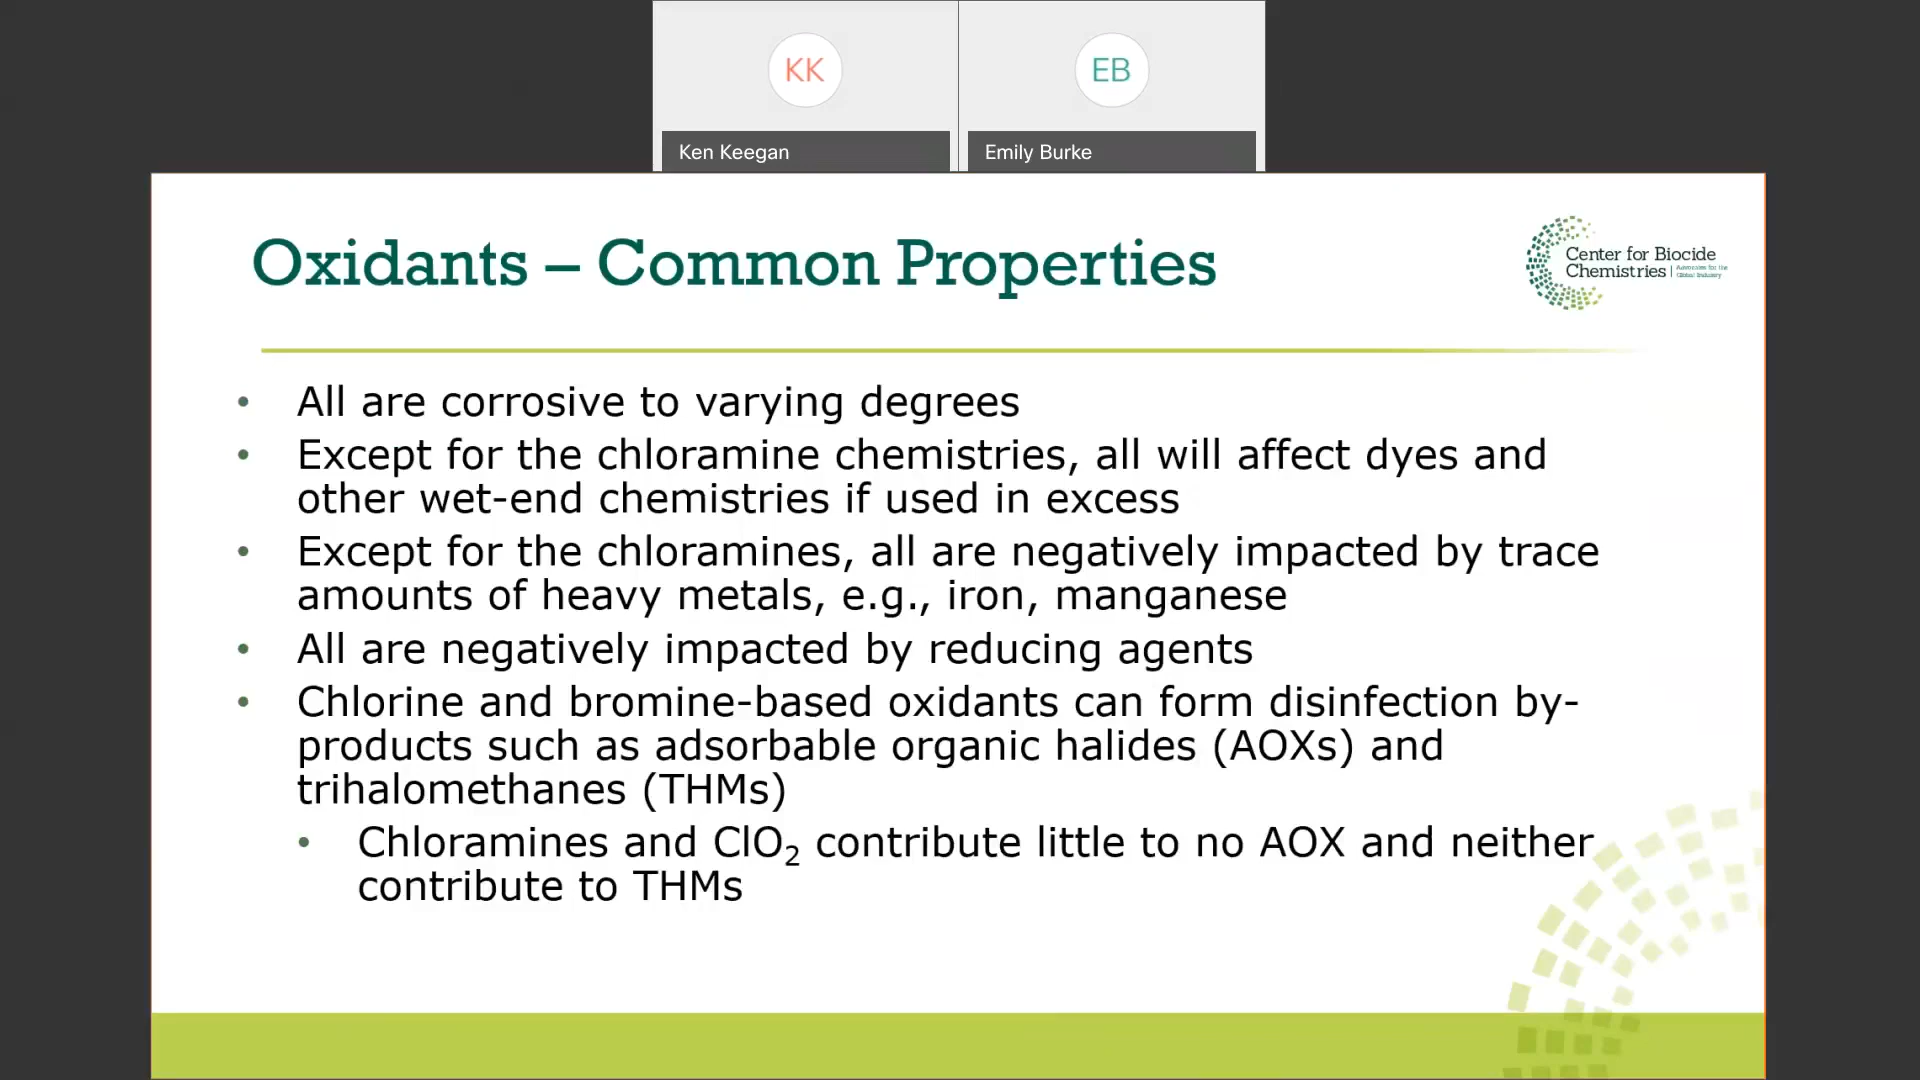 KK
EB
Ken Keegan
Emily Burke
Oxidants – Common Properties
Center for Biocide
Chemistries | Advocates for the
Global Industry
• All are corrosive to varying degrees
• Except for the chloramine chemistries, all will affect dyes and
other wet-end chemistries if used in excess
• Except for the chloramines, all are negatively impacted by trace
amounts of heavy metals, e.g., iron, manganese
• All are negatively impacted by reducing agents
• Chlorine and bromine-based oxidants can form disinfection by-
products such as adsorbable organic halides (AOXs) and
trihalomethanes (THMs)
• Chloramines and ClO₂ contribute little to no AOX and neither
contribute to THMs